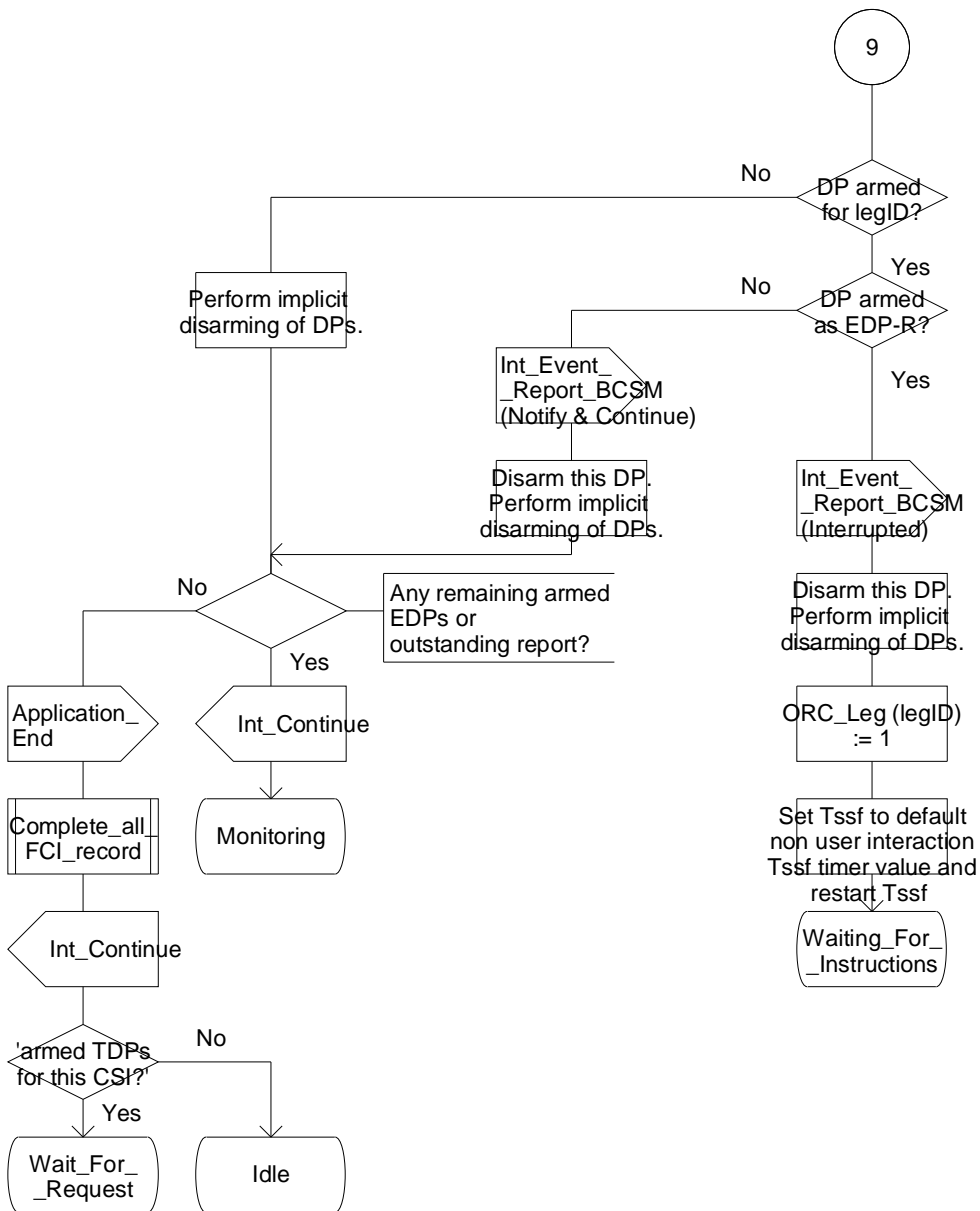 9
No
DP armed
for legID?
Yes
No
DP armed
as EDP-R?
Perform implicit
disarming of DPs.
Int_Event_
_Report_BCSM
(Notify & Continue)
Yes
Disarm this DP.
Perform implicit
disarming of DPs.
Int_Event_
_Report_BCSM
(Interrupted)
No
Any remaining armed
EDPs or
outstanding report?
Yes
Disarm this DP.
Perform implicit
disarming of DPs.
Application_
End
Int_Continue
ORC_Leg (legID)
:= 1
Complete_all_
FCI_record
Monitoring
Set Tssf to default
non user interaction
Tssf timer value and
restart Tssf
Int_Continue
Waiting_For_
_Instructions
'armed TDPs
for this CSI?'
No
Yes
Wait_For_
_Request
Idle